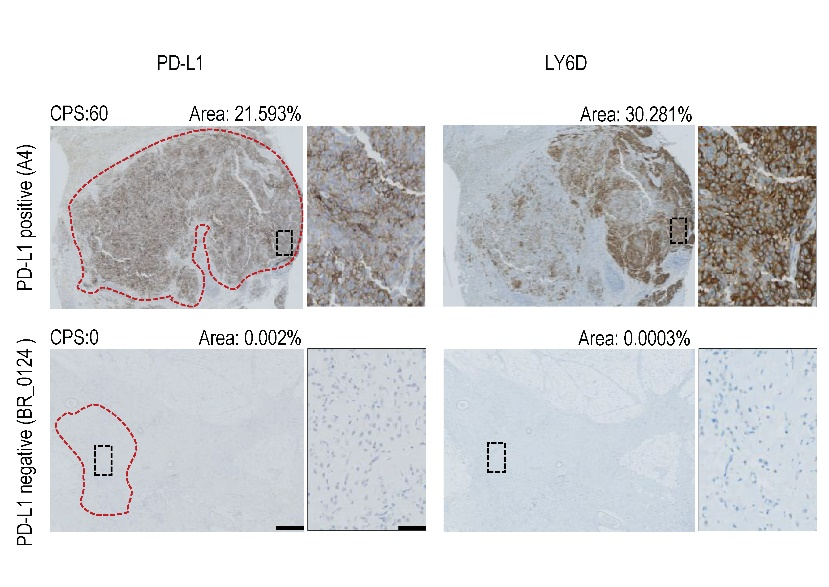 PD-L1
LY6D
CPS:60
Area: 21.593%
Area: 30.281%
PD-L1 positive (A4)
CPS:0
Area: 0.002%
Area: 0.0003%
PD-L1 negative (BR_0124 )